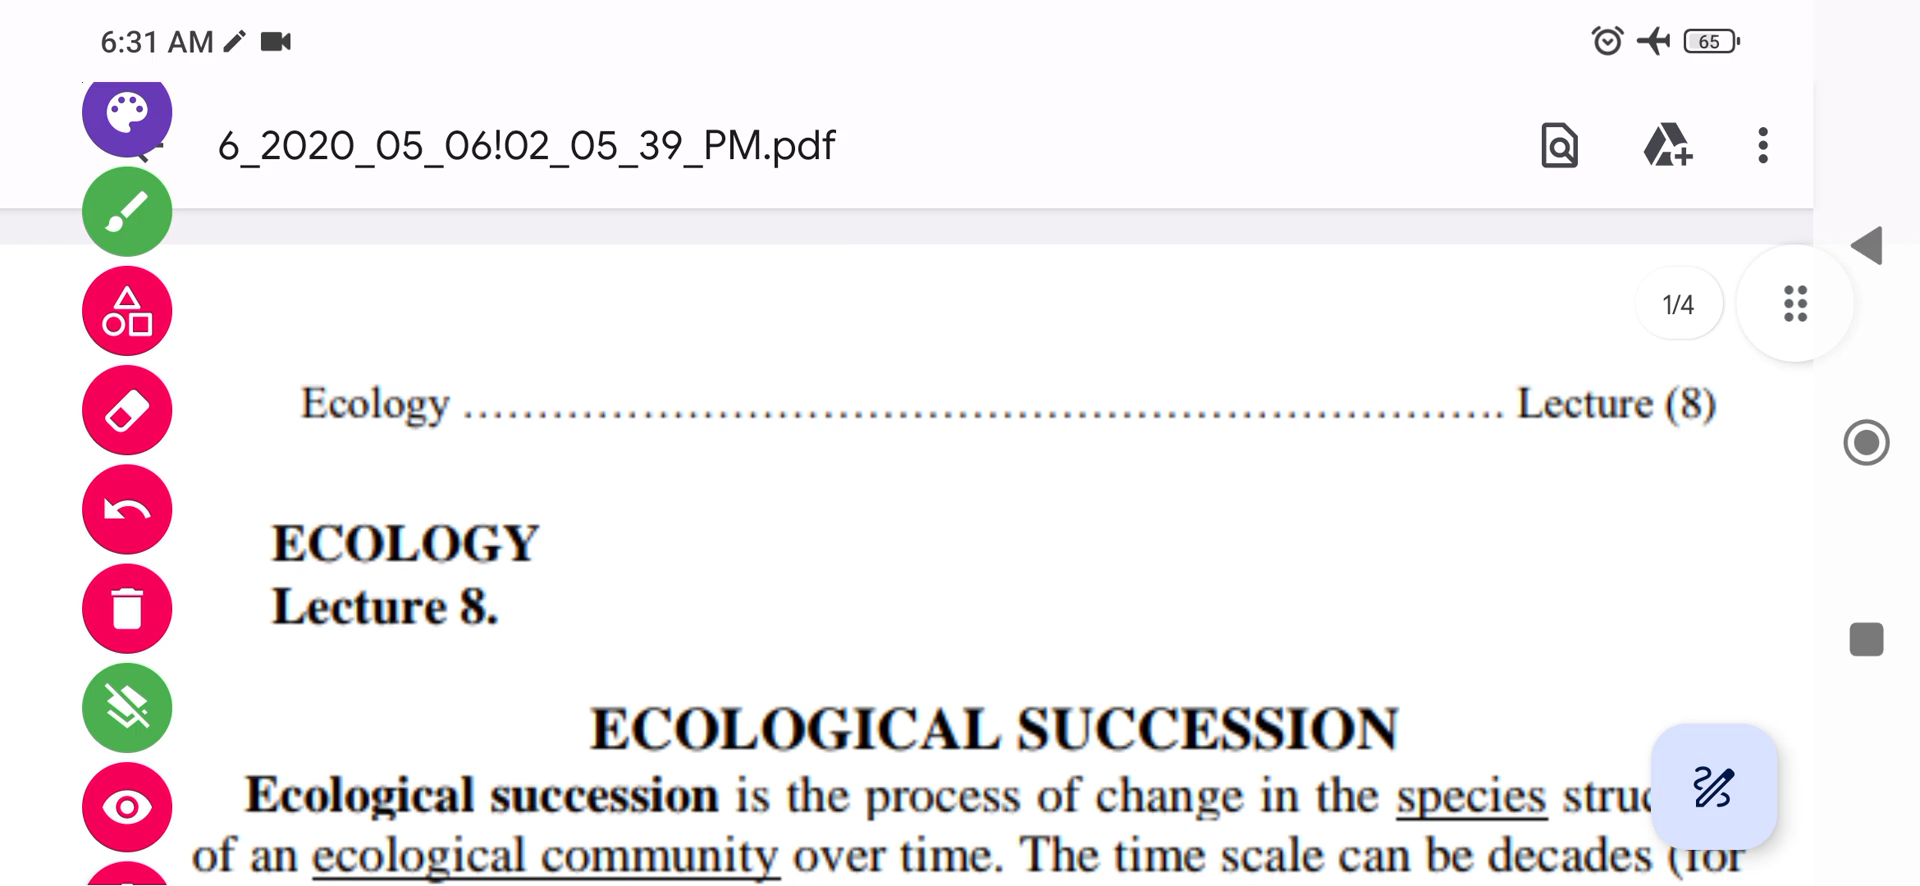 6:31 AM
65
6_2020_05_06!02_05_39_PM.pdf
1/4
Ecology ........................................................................ Lecture (8)
ECOLOGY
Lecture 8.
ECOLOGICAL SUCCESSION
Ecological succession is the process of change in the species
of an ecological community over time. The time scale can be decades (for